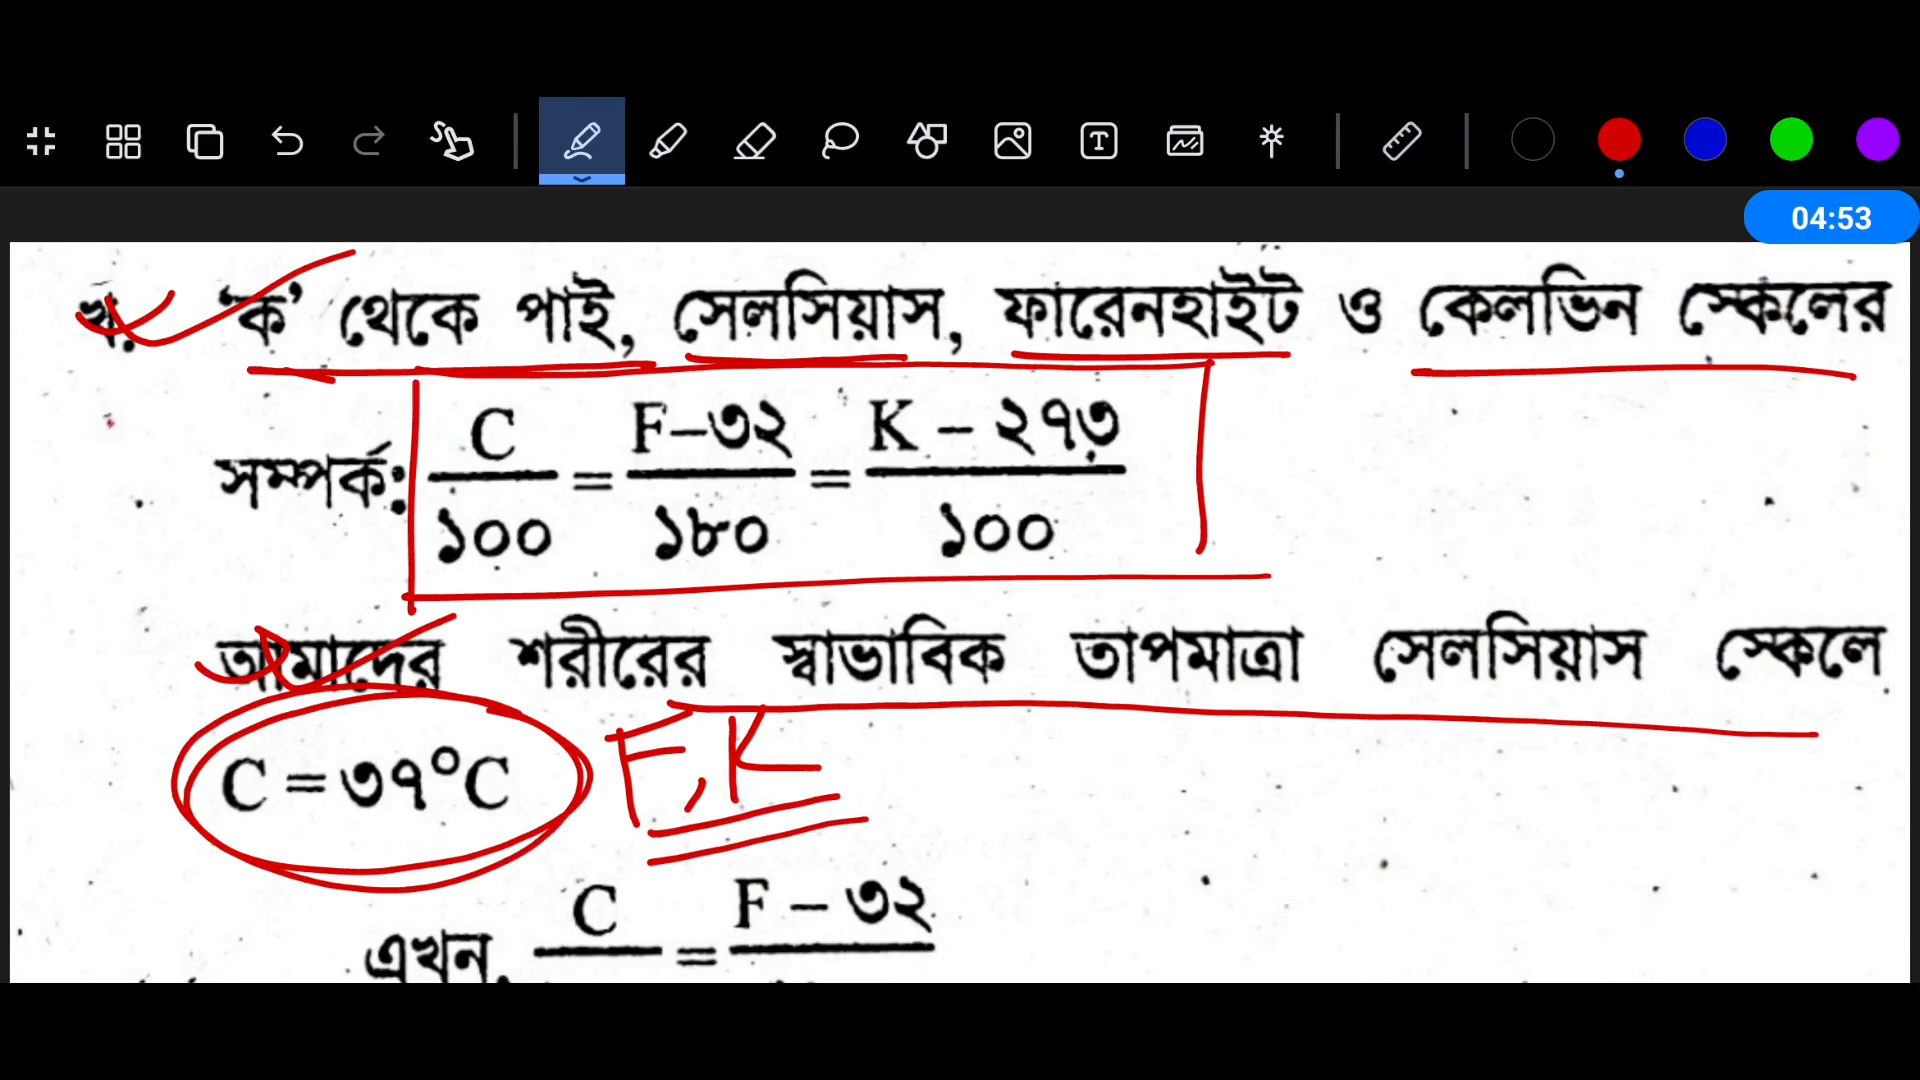 04:53
খ. ‘ক’ থেকে পাই, সেলসিয়াস, ফারেনহাইট ও কেলভিন স্কেলের
সম্পর্ক: C/১০০ = F–৩২/১৮০ = K – ২৭৩/১০০
আমাদের শরীরের স্বাভাবিক তাপমাত্রা সেলসিয়াস স্কেলে
C = ৩৭°C F, K
এখন, C = F – ৩২